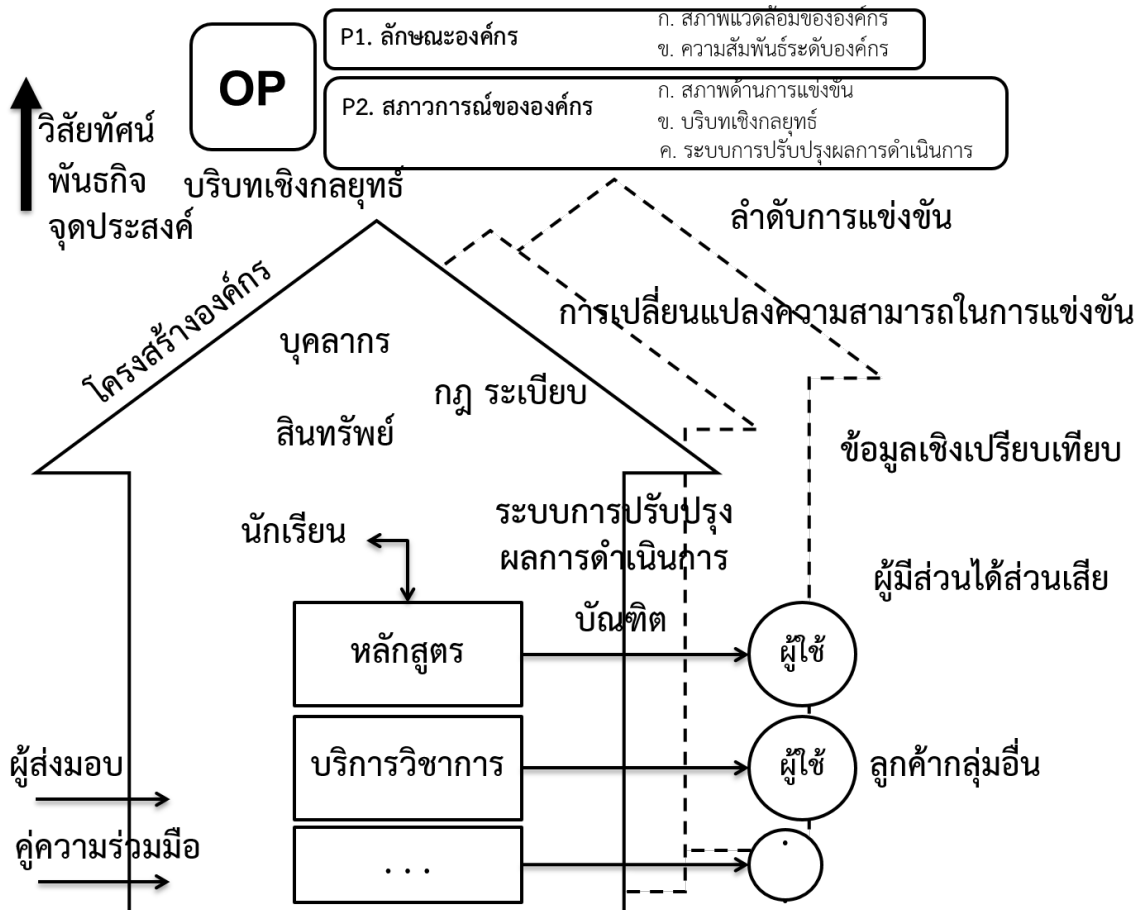 OP
P1. ลักษณะองค์กร
ก. สภาพแวดล้อมขององค์กร
ข. ความสัมพันธ์ระดับองค์กร
P2. สภาวการณ์ขององค์กร
ก. สภาพด้านการแข่งขัน
ข. บริบทเชิงกลยุทธ์
ค. ระบบการปรับปรุงผลการดำเนินการ
วิสัยทัศน์
พันธกิจ
จุดประสงค์
บริบทเชิงกลยุทธ์
ลำดับการแข่งขัน
โครงสร้างองค์กร
การเปลี่ยนแปลงความสามารถในการแข่งขัน
บุคลากร
กฎ ระเบียบ
สินทรัพย์
ข้อมูลเชิงเปรียบเทียบ
นักเรียน
ระบบการปรับปรุง
ผลการดำเนินการ
ผู้มีส่วนได้ส่วนเสีย
บัณฑิต
หลักสูตร
ผู้ใช้
ผู้ส่งมอบ
บริการวิชาการ
ผู้ใช้
ลูกค้ากลุ่มอื่น
คู่ความร่วมมือ
. . .